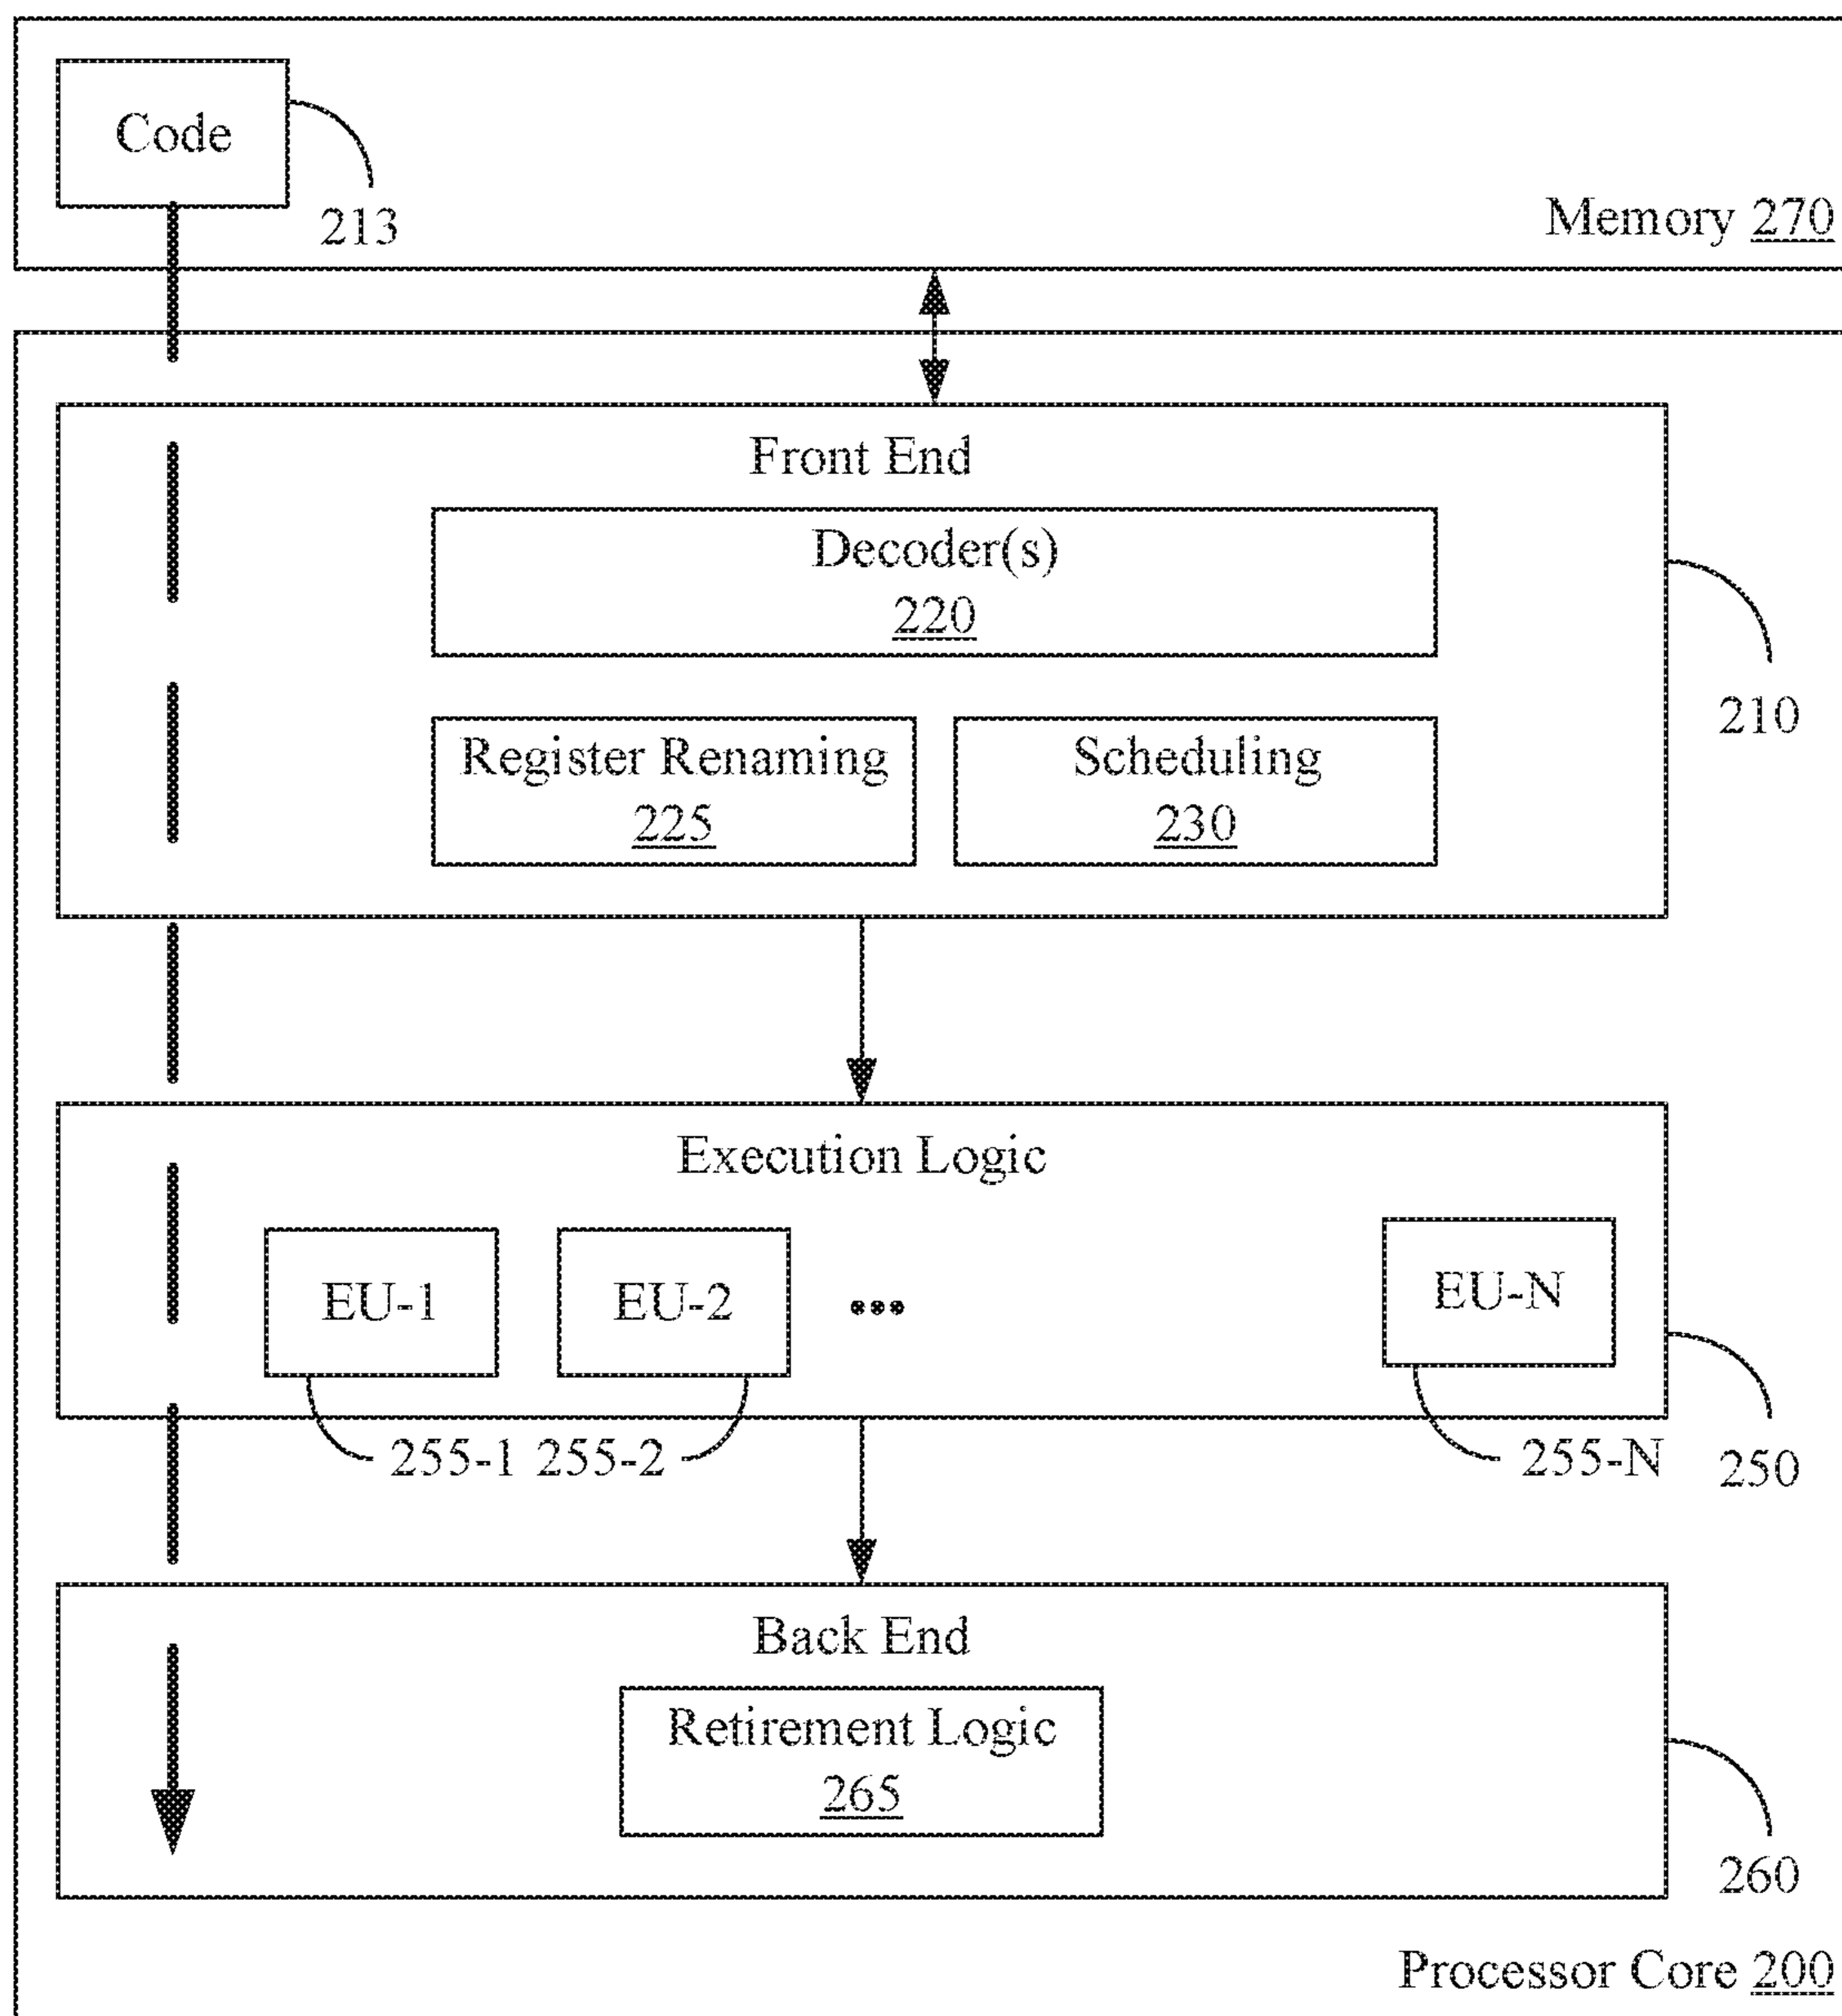 Code
213
Memory 270
Front End
Decoder(s)
220
210
Register Renaming
225
Scheduling
230
Execution Logic
EU-1
EU-2
•••
EU-N
255-1 255-2
255-N
250
Back End
Retirement Logic
265
260
Processor Core 200